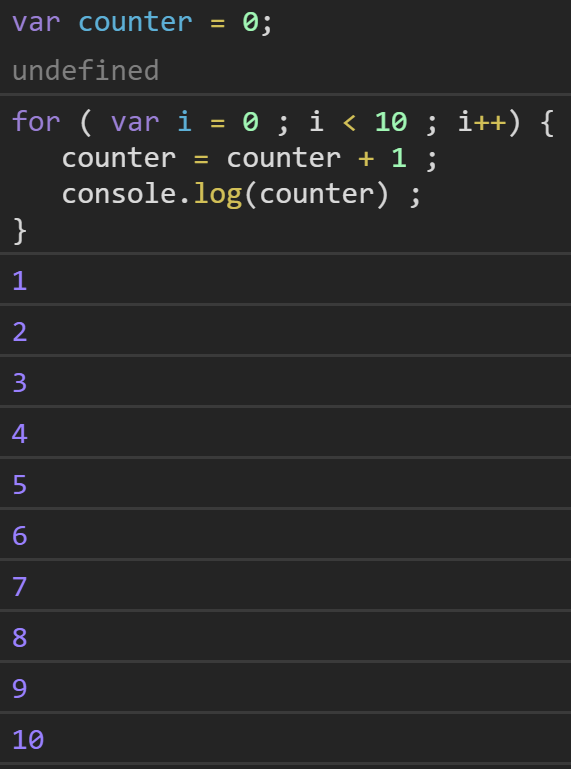 var counter = 0;
undefined
for ( var i = 0 ; i < 10 ; i++) {
   counter = counter + 1 ;
   console.log(counter) ;
}
1
2
3
4
5
6
7
8
9
10